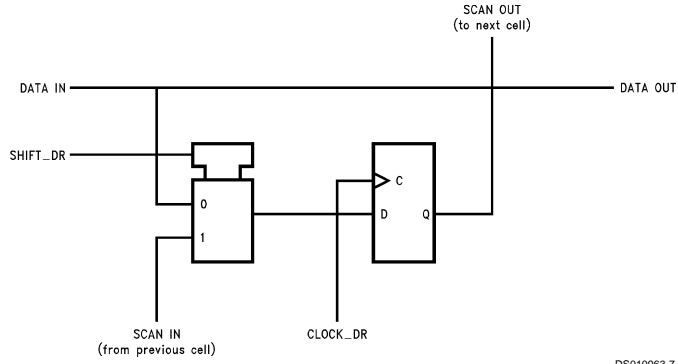 SCAN OUT
(to next cell)
DATA IN
DATA OUT
SHIFT_DR
C
0
D
Q
1
SCAN IN
(from previous cell)
CLOCK_DR
DS010063-7